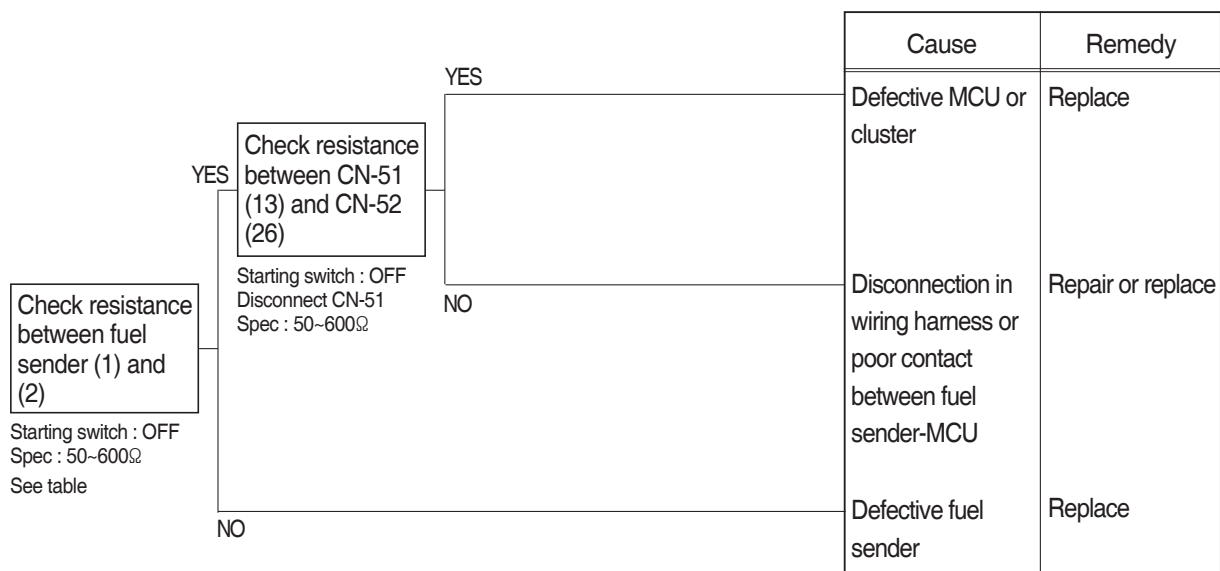 Cause
Remedy
YES
Defective MCU or
cluster
Replace
YES
Check resistance
between CN-51
(13) and CN-52
(26)
Starting switch : OFF
Disconnect CN-51
Spec : 50~600Ω
NO
Disconnection in
wiring harness or
poor contact
between fuel
sender-MCU
Repair or replace
Check resistance
between fuel
sender (1) and
(2)
Starting switch : OFF
Spec : 50~600Ω
See table
NO
Defective fuel
sender
Replace